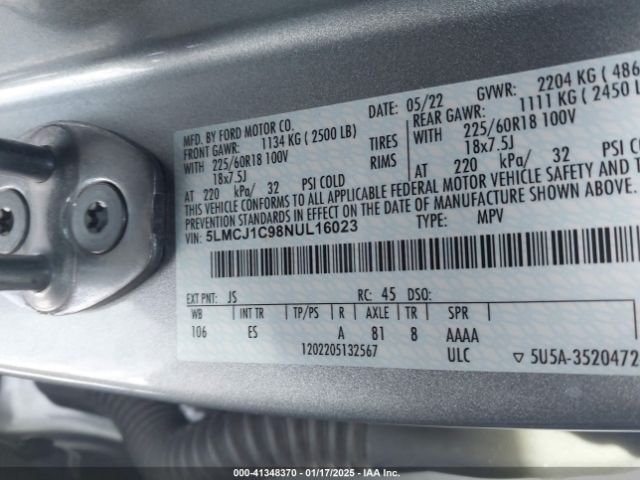 MFD. BY FORD MOTOR CO. DATE: 05/22 GVWR: 2204 KG ( 486
FRONT GAWR: 1134 KG ( 2500 LB) REAR GAWR: 1111 KG ( 2450 L
WITH 225/60R18 100V TIRES WITH 225/60R18 100V
18x7.5J RIMS 18x7.5J
AT 220 kPa/ 32 PSI COLD AT 220 kPa/ 32 PSI COLD
THIS VEHICLE CONFORMS TO ALL APPLICABLE FEDERAL MOTOR VEHICLE SAFETY AN
PREVENTION STANDARDS IN EFFECT ON THE DATE OF MANUFACTURE SHOWN ABOVE.
VIN: 5LMCJ1C98NUL16023 TYPE: MPV
EXT PNT: JS RC: 45 DSO:
WB INT TR TP/PS R AXLE TR SPR
106 ES A 81 8 AAAA
1202205132567 ULC ▽ 5U5A-3520472
000-41348370 - 01/17/2025 - IAA Inc.